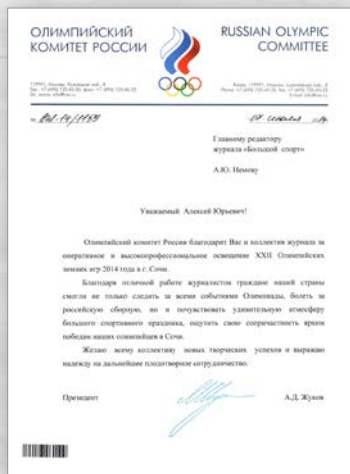 ОЛИМПИЙСКИЙ
КОМИТЕТ РОССИИ
RUSSIAN OLYMPIC
COMMITTEE
Главному редактору
журнала «Большой спорт»
А.Ю. Немову
Уважаемый Алексей Юрьевич!
Олимпийский комитет России благодарит Вас и коллектив журнала за
оперативное и высокопрофессиональное освещение XXII Олимпийских
зимних игр 2014 года в г. Сочи.
Благодаря отличной работе журналистов граждане нашей страны
смогли не только следить за всеми событиями Олимпиады, болеть за
российскую сборную, но и почувствовать удивительную атмосферу
большого спортивного праздника, ощутить свою сопричастность ярким
победам наших олимпийцев в Сочи.
Желаю всему коллективу новых творческих успехов и выражаю
надежду на дальнейшее плодотворное сотрудничество.
Президент
А.Д. Жуков